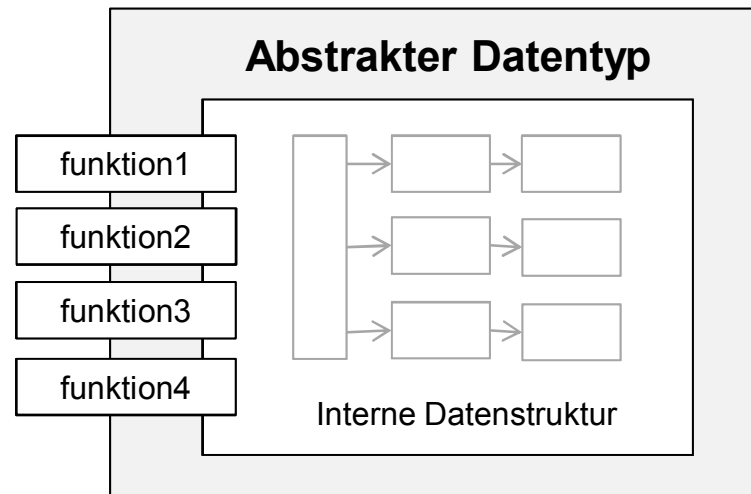 Abstrakter Datentyp
funktion1
funktion2
funktion3
funktion4
Interne Datenstruktur